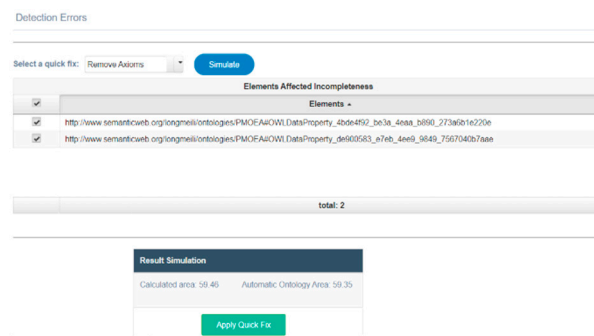 Detection Errors
Select a quick fix: Remove Axioms Simulate
Elements Affected Incompleteness
Elements
http://www.semanticweb.org/longmeili/ontologies/PMOEA#OWLDataProperty_4bde4f92_be3a_4eaa_b890_273a6b1e220e
http://www.semanticweb.org/longmeili/ontologies/PMOEA#OWLDataProperty_de900583_e7eb_4ee9_9849_7567040b7aae
total: 2
Result Simulation
Calculated area: 59.46 Automatic Ontology Area: 59.35
Apply Quick Fix